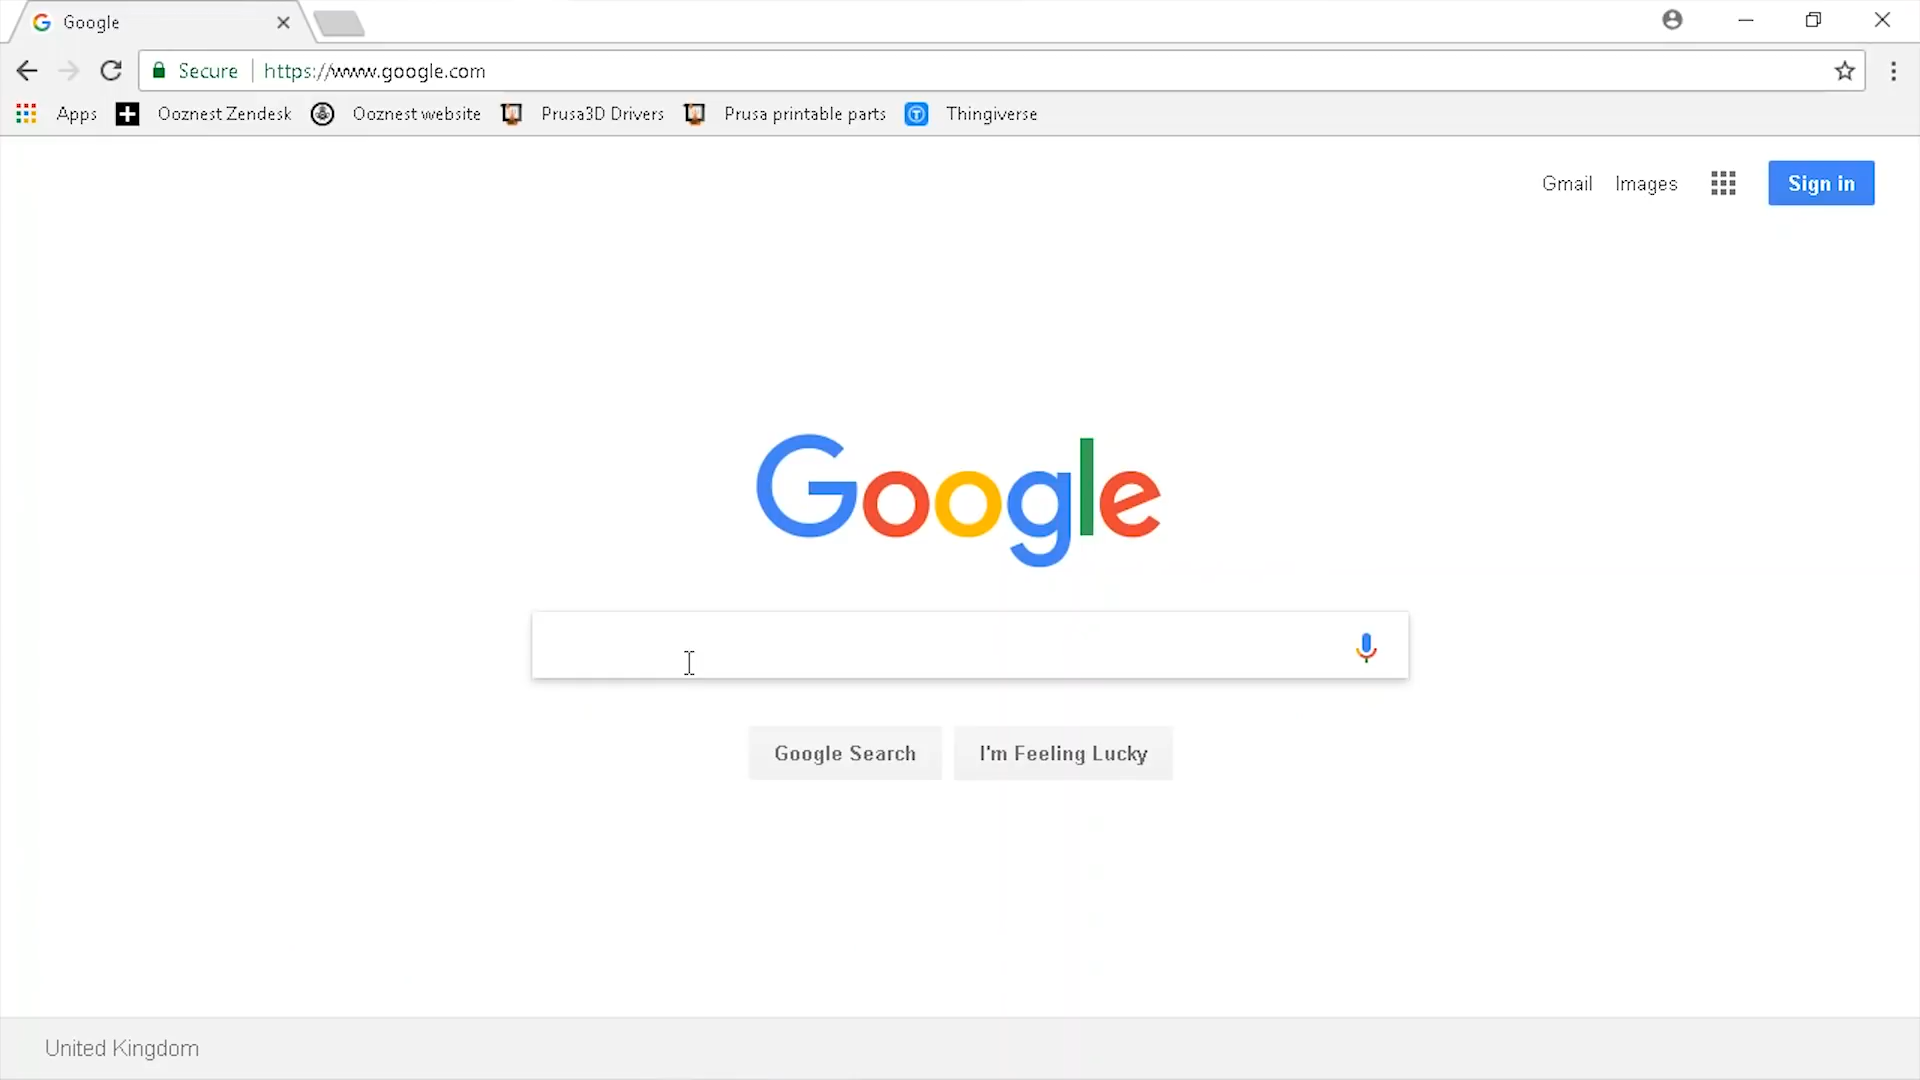 Google
Secure https://www.google.com
Apps Ooznest Zendesk Ooznest website Prusa3D Drivers Prusa printable parts Thingiverse
Gmail Images Sign in
Google
Google Search I'm Feeling Lucky
United Kingdom